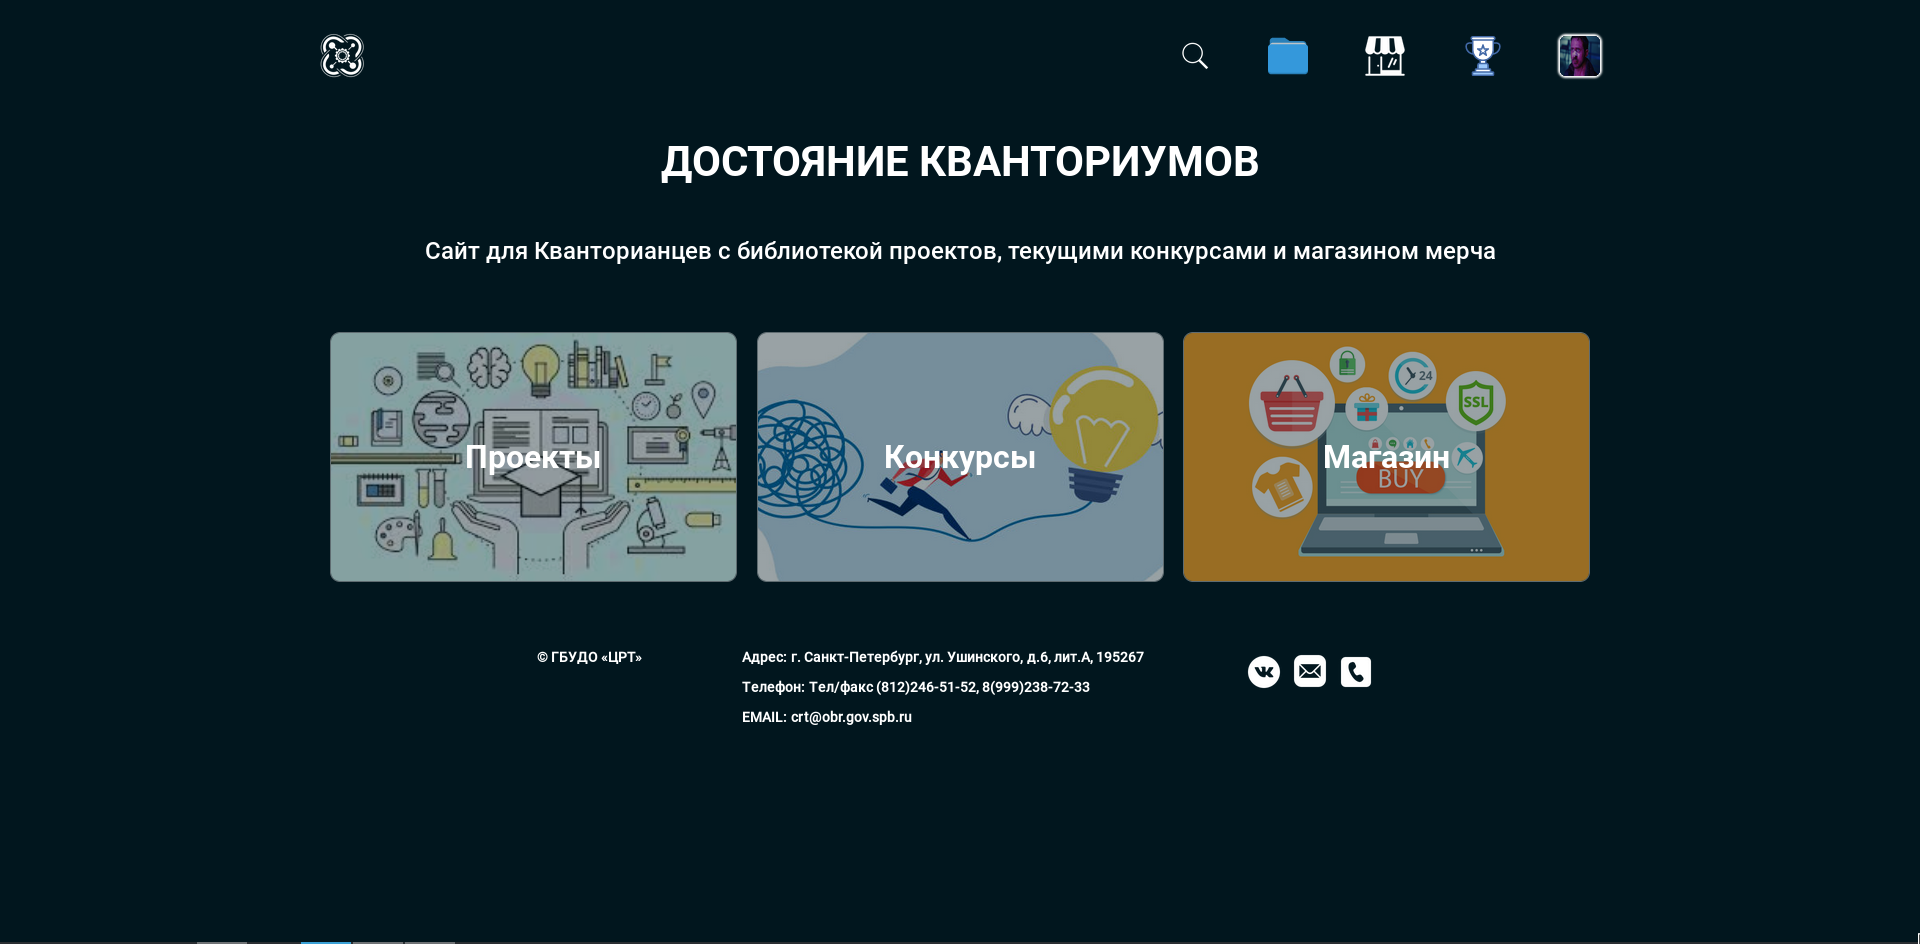 ДОСТОЯНИЕ КВАНТОРИУМОВ
Сайт для Кванторианцев с библиотекой проектов, текущими конкурсами и магазином мерча
Проекты
Конкурсы
24
SSL
Магазин
BUY
© ГБУДО «ЦРТ»
Адрес: г. Санкт-Петербург, ул. Ушинского, д.6, лит.А, 195267
Телефон: Тел/факс (812)246-51-52, 8(999)238-72-33
EMAIL: crt@obr.gov.spb.ru